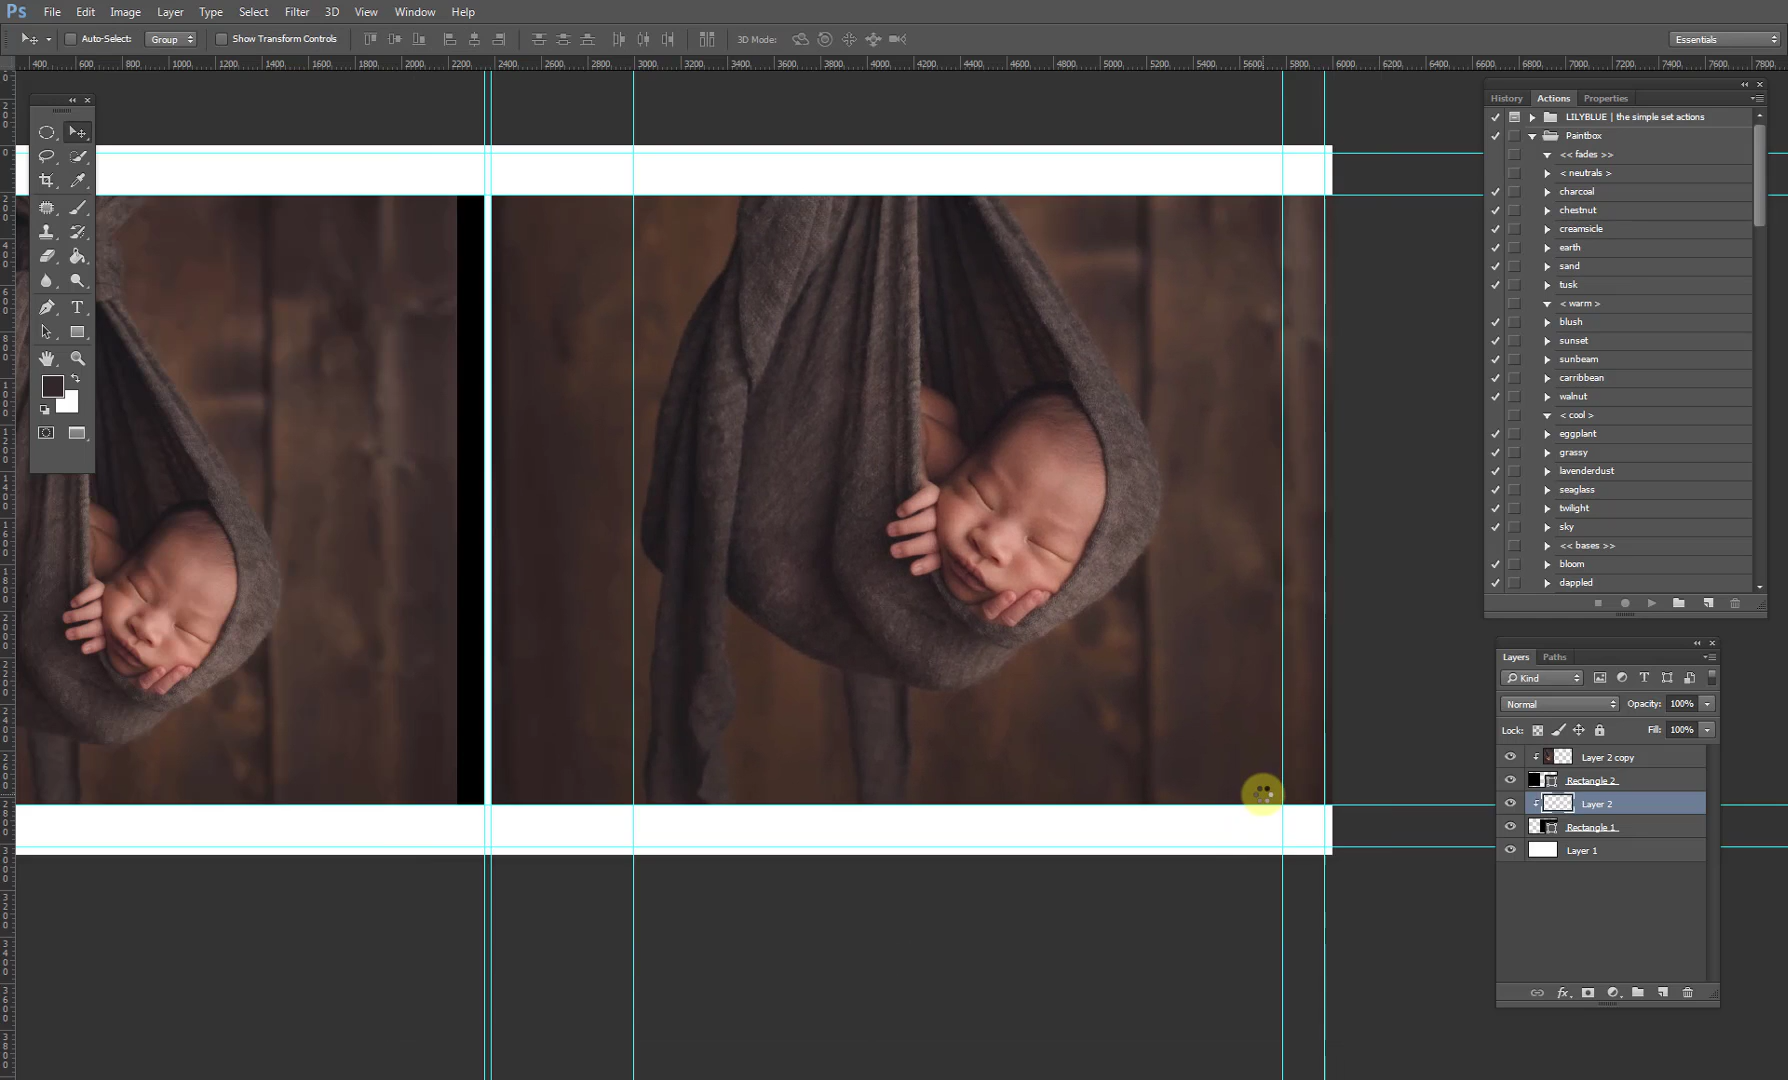 Ps File Edit Image Layer Type Select Filter 3D View Window Help
Auto-Select: Group Show Transform Controls 3D Mode: Essentials
400 600 800 1000 1200 1400 1600 1800 2000 2200 2400 2600 2800 3000 3200 3400 3600 3800 4000 4200 4400 4600 4800 5000 5200 5400 5600 5800 6000 6200 6400 6600 6800 7000 7200 7400 7600 7800
History Actions Properties
LILYBLUE | the simple set actions
Paintbox
<< fades >>
< neutrals >
charcoal
chestnut
creamsicle
earth
sand
tusk
< warm >
blush
sunset
sunbeam
carribbean
walnut
< cool >
eggplant
grassy
lavenderdust
seaglass
twilight
sky
<< bases >>
bloom
dappled
Layers Paths
Kind
Normal Opacity: 100%
Lock: Fill: 100%
Layer 2 copy
Rectangle 2
Layer 2
Rectangle 1
Layer 1